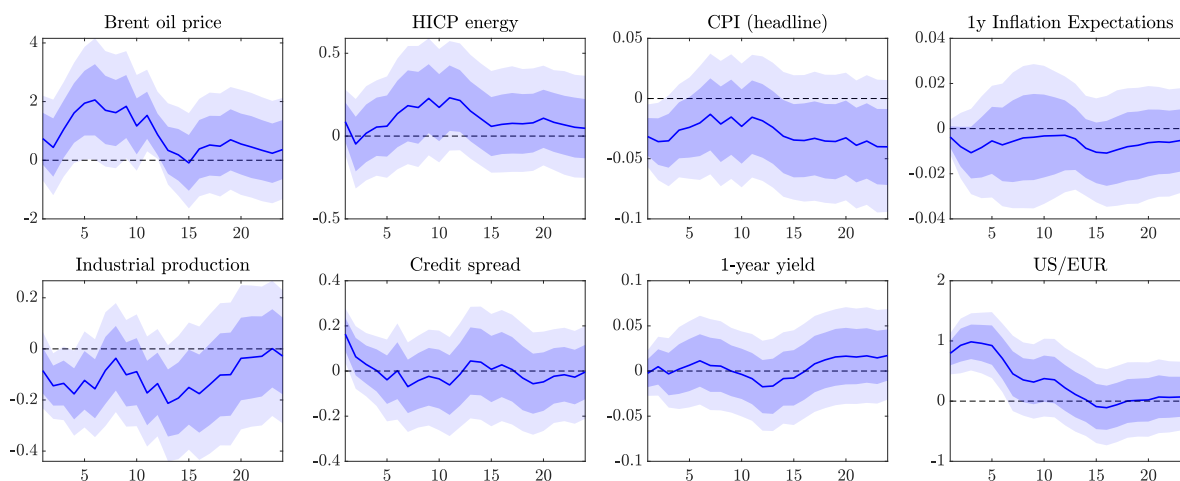 Brent oil price HICP energy CPI (headline) 1y Inflation Expectations
4 0.5 0.05 0.04
2 0 0 0.02
0 -0.05 0
-0.02
-2 -0.5 -0.1 -0.04
5 10 15 20 5 10 15 20 5 10 15 20 5 10 15 20
Industrial production Credit spread 1-year yield US/EUR
0.4 0.1 2
0.2 0.2 0.05 1
0 0 0 0
-0.2 -0.2 -0.05
-0.4 -0.4 -0.1 -1
5 10 15 20 5 10 15 20 5 10 15 20 5 10 15 20